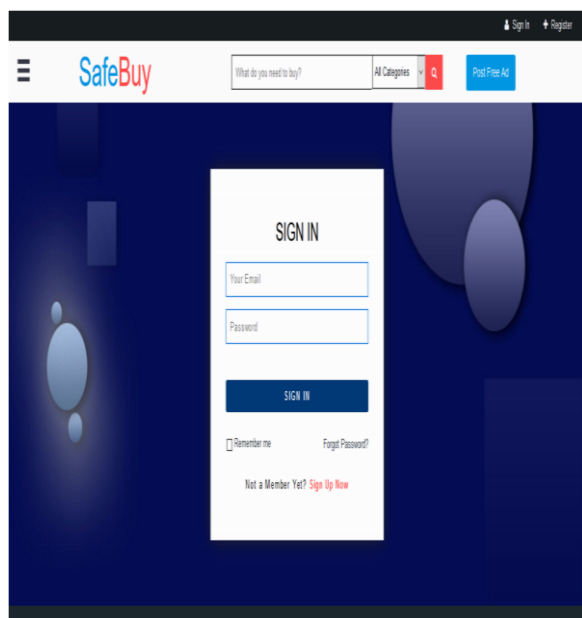 Sign In Register
SafeBuy What do you need to buy? All Categories Post Free Ad
SIGN IN
Your Email
Password
SIGN IN
Remember me Forgot Password?
Not a Member Yet? Sign Up Now